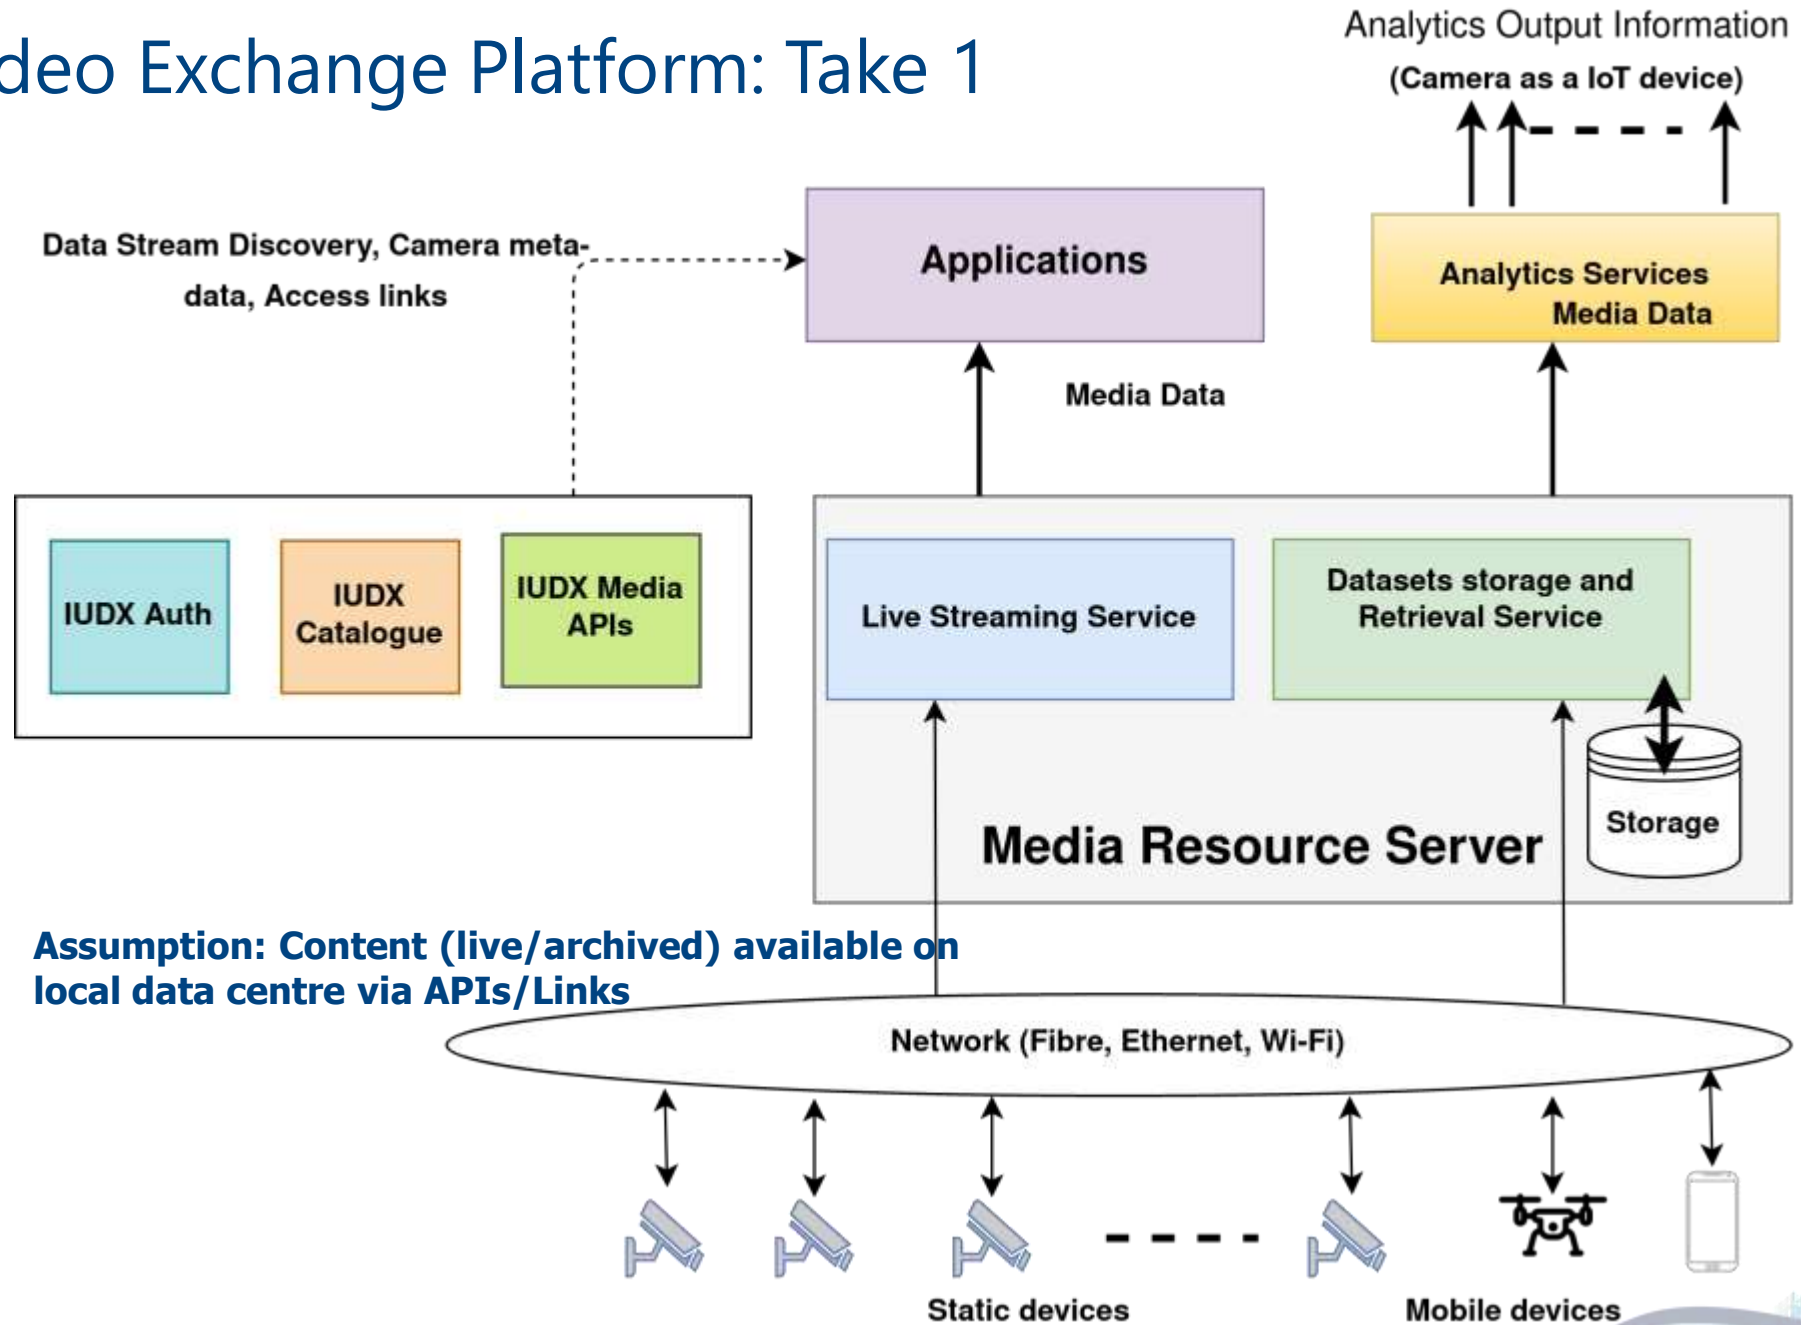 deo Exchange Platform: Take 1
Analytics Output Information
(Camera as a IoT device)
Data Stream Discovery, Camera meta-
data, Access links
Applications
Analytics Services
Media Data
Media Data
IUDX Auth
IUDX
Catalogue
IUDX Media
APIs
Live Streaming Service
Datasets storage and
Retrieval Service
Storage
Media Resource Server
Assumption: Content (live/archived) available on
local data centre via APIs/Links
Network (Fibre, Ethernet, Wi-Fi)
Static devices
Mobile devices